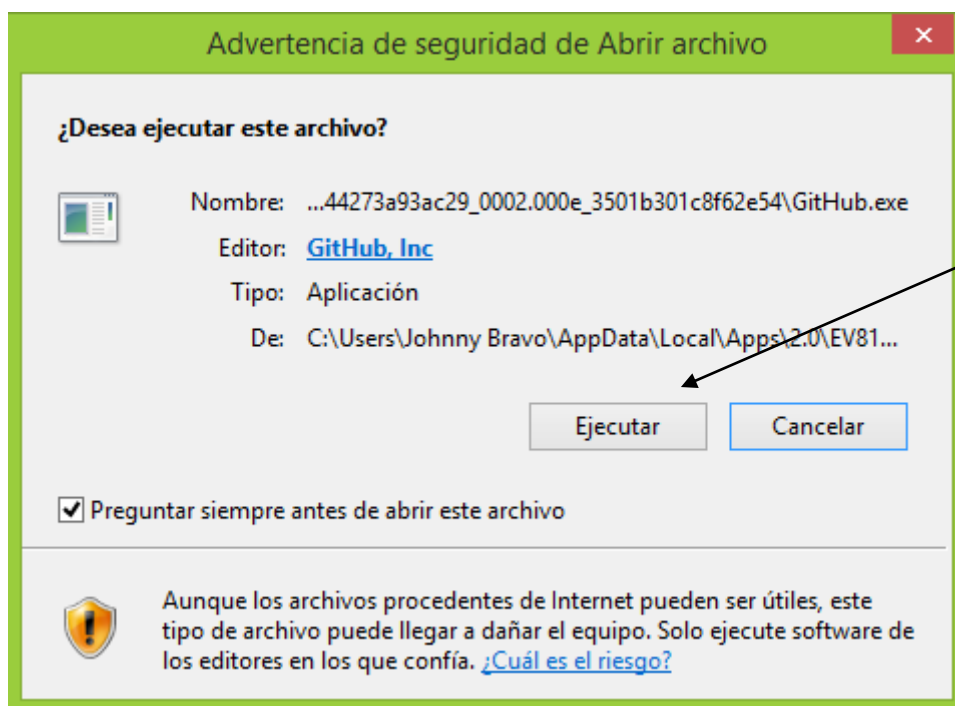 Advertencia de seguridad de Abrir archivo
¿Desea ejecutar este archivo?
Nombre: ...44273a93ac29_0002.000e_3501b301c8f62e54\GitHub.exe
Editor: GitHub, Inc
Tipo: Aplicación
De: C:\Users\Johnny Bravo\AppData\Local\Apps\2.0\EV81...
Ejecutar Cancelar
Preguntar siempre antes de abrir este archivo
Aunque los archivos procedentes de Internet pueden ser útiles, este
tipo de archivo puede llegar a dañar el equipo. Solo ejecute software de
los editores en los que confía. ¿Cuál es el riesgo?